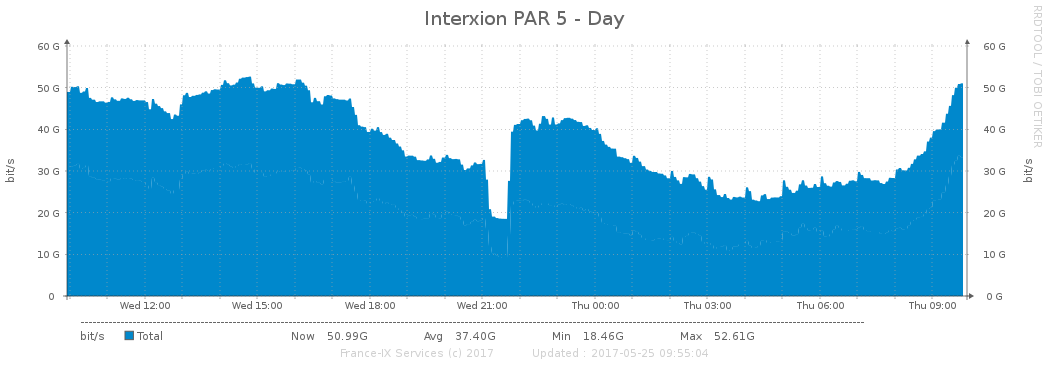 Interxion PAR 5 - Day
RRDTOOL / TOBI OETIKER
bit/s
60 G
50 G
40 G
30 G
20 G
10 G
0
60 G
50 G
40 G
30 G
20 G
10 G
0 G
bit/s
Wed 12:00 Wed 15:00 Wed 18:00 Wed 21:00 Thu 00:00 Thu 03:00 Thu 06:00 Thu 09:00
bit/s Total Now 50.99G Avg 37.40G Min 18.46G Max 52.61G
France-IX Services (c) 2017 Updated : 2017-05-25 09:55:04